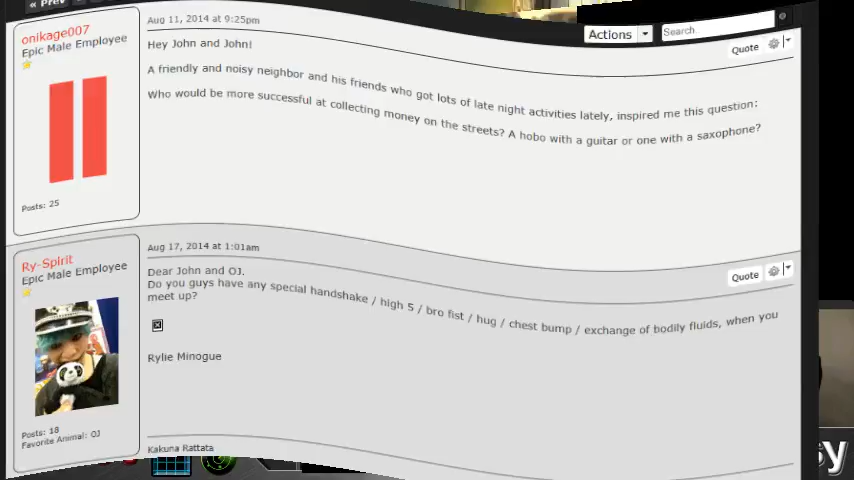 « Prev
Actions
Search..
onikage007
Epic Male Employee
Posts: 25
Aug 11, 2014 at 9:25pm
Quote
Hey John and John!
A friendly and noisy neighbor and his friends who got lots of late night activities lately, inspired me this question:
Who would be more successful at collecting money on the streets? A hobo with a guitar or one with a saxophone?
Ry-Spirit
Epic Male Employee
Posts: 18
Favorite Animal: OJ
Aug 17, 2014 at 1:01am
Quote
Dear John and OJ.
Do you guys have any special handshake / high 5 / bro fist / hug / chest bump / exchange of bodily fluids, when you
meet up?
Rylie Minogue
Kakuna Rattata
sy